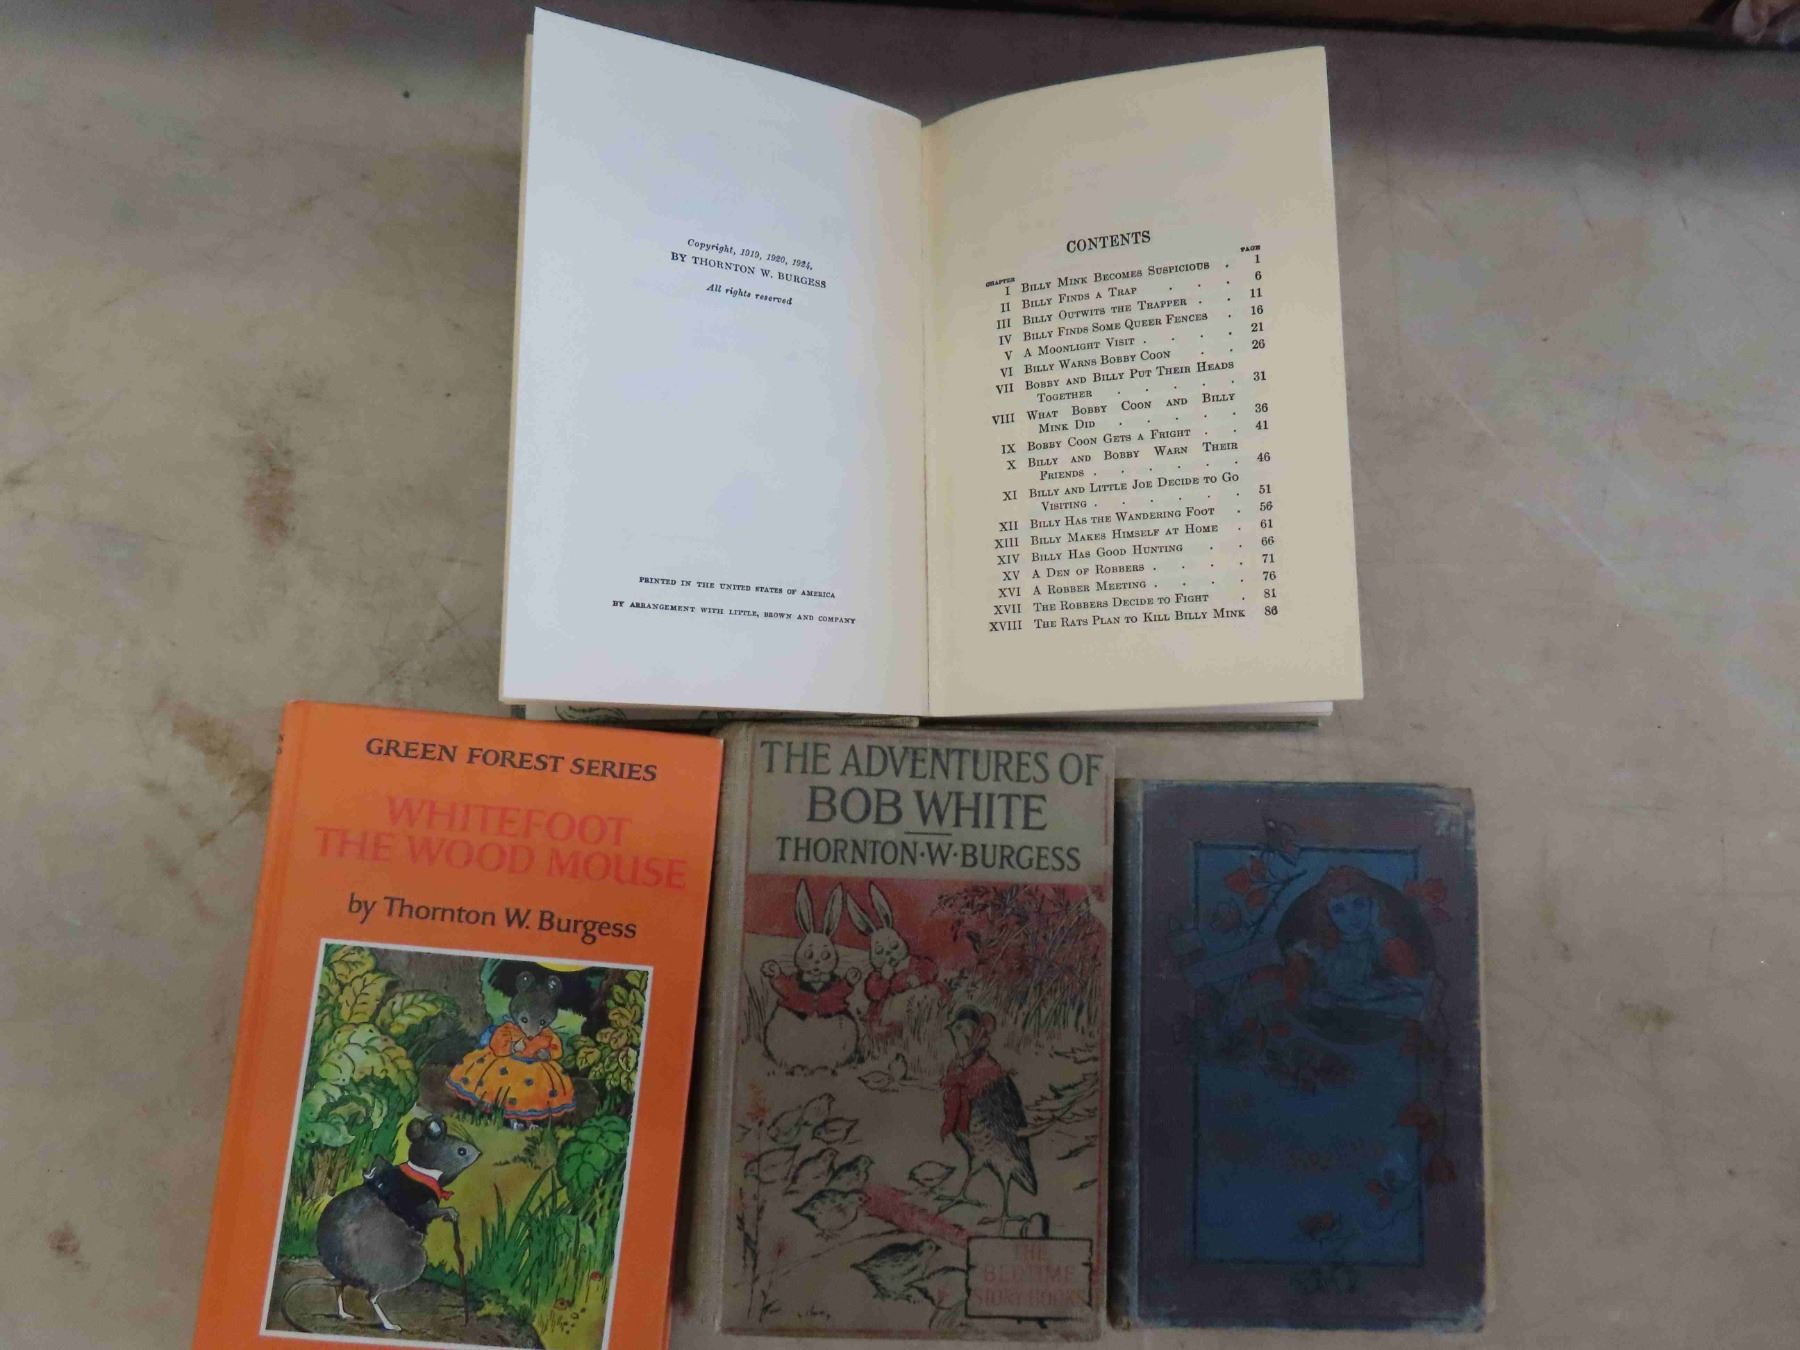 Copyright, 1919, 1920, 1924,
BY THORNTON W. BURGESS
All rights reserved
PRINTED IN THE UNITED STATES OF AMERICA
BY ARRANGEMENT WITH LITTLE, BROWN AND COMPANY
CONTENTS
CHAPTER PAGE
I BILLY MINK BECOMES SUSPICIOUS . 1
II BILLY FINDS A TRAP . . . 6
III BILLY OUTWITS THE TRAPPER . . 11
IV BILLY FINDS SOME QUEER FENCES . 16
V A MOONLIGHT VISIT . . . . 21
VI BILLY WARNS BOBBY COON . . 26
VII BOBBY AND BILLY PUT THEIR HEADS
TOGETHER . . . . . 31
VIII WHAT BOBBY COON AND BILLY
MINK DID . . . . . 36
IX BOBBY COON GETS A FRIGHT . . 41
X BILLY AND BOBBY WARN THEIR
FRIENDS . . . . . . 46
XI BILLY AND LITTLE JOE DECIDE TO GO
VISITING . . . . . . 51
XII BILLY HAS THE WANDERING FOOT . 56
XIII BILLY MAKES HIMSELF AT HOME . 61
XIV BILLY HAS GOOD HUNTING . . 66
XV A DEN OF ROBBERS . . . . 71
XVI A ROBBER MEETING . . . . 76
XVII THE ROBBERS DECIDE TO FIGHT . 81
XVIII THE RATS PLAN TO KILL BILLY MINK 86
GREEN FOREST SERIES
WHITEFOOT
THE WOOD MOUSE
by Thornton W. Burgess
THE ADVENTURES OF
BOB WHITE
THORNTON·W·BURGESS
THE
BEDTIME
STORY-BOOKS